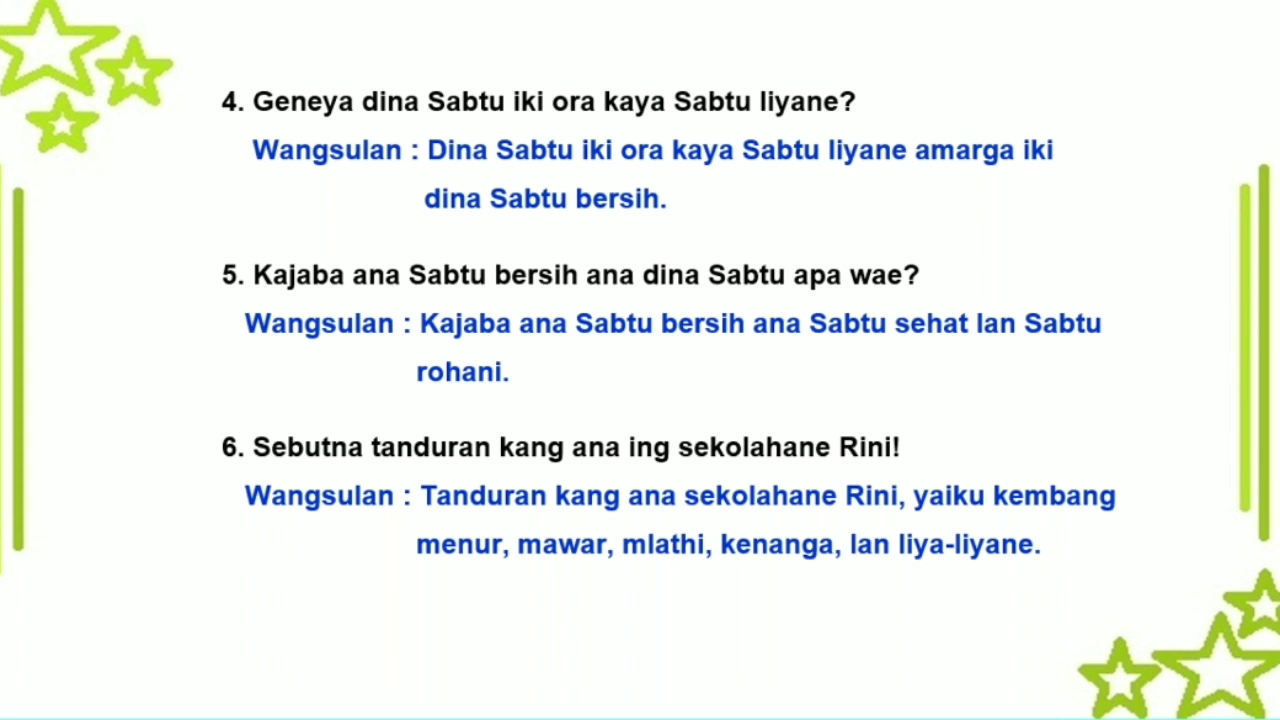 4. Geneya dina Sabtu iki ora kaya Sabtu liyane?
Wangsulan : Dina Sabtu iki ora kaya Sabtu liyane amarga iki
dina Sabtu bersih.
5. Kajaba ana Sabtu bersih ana dina Sabtu apa wae?
Wangsulan : Kajaba ana Sabtu bersih ana Sabtu sehat lan Sabtu
rohani.
6. Sebutna tanduran kang ana ing sekolahane Rini!
Wangsulan : Tanduran kang ana sekolahane Rini, yaiku kembang
menur, mawar, mlathi, kenanga, lan liya-liyane.